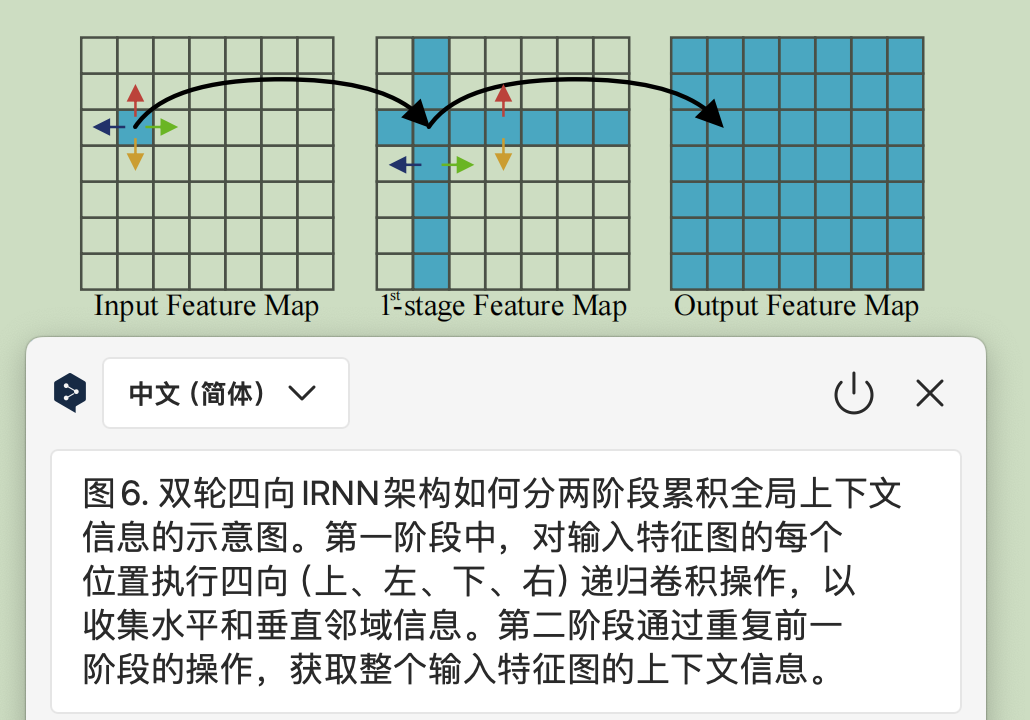 Input Feature Map
1st-stage Feature Map
Output Feature Map
中文 (简体)
图6. 双轮四向IRNN架构如何分两阶段累积全局上下文
信息的示意图。第一阶段中，对输入特征图的每个
位置执行四向 (上、左、下、右) 递归卷积操作，以
收集水平和垂直邻域信息。第二阶段通过重复前一
阶段的操作，获取整个输入特征图的上下文信息。